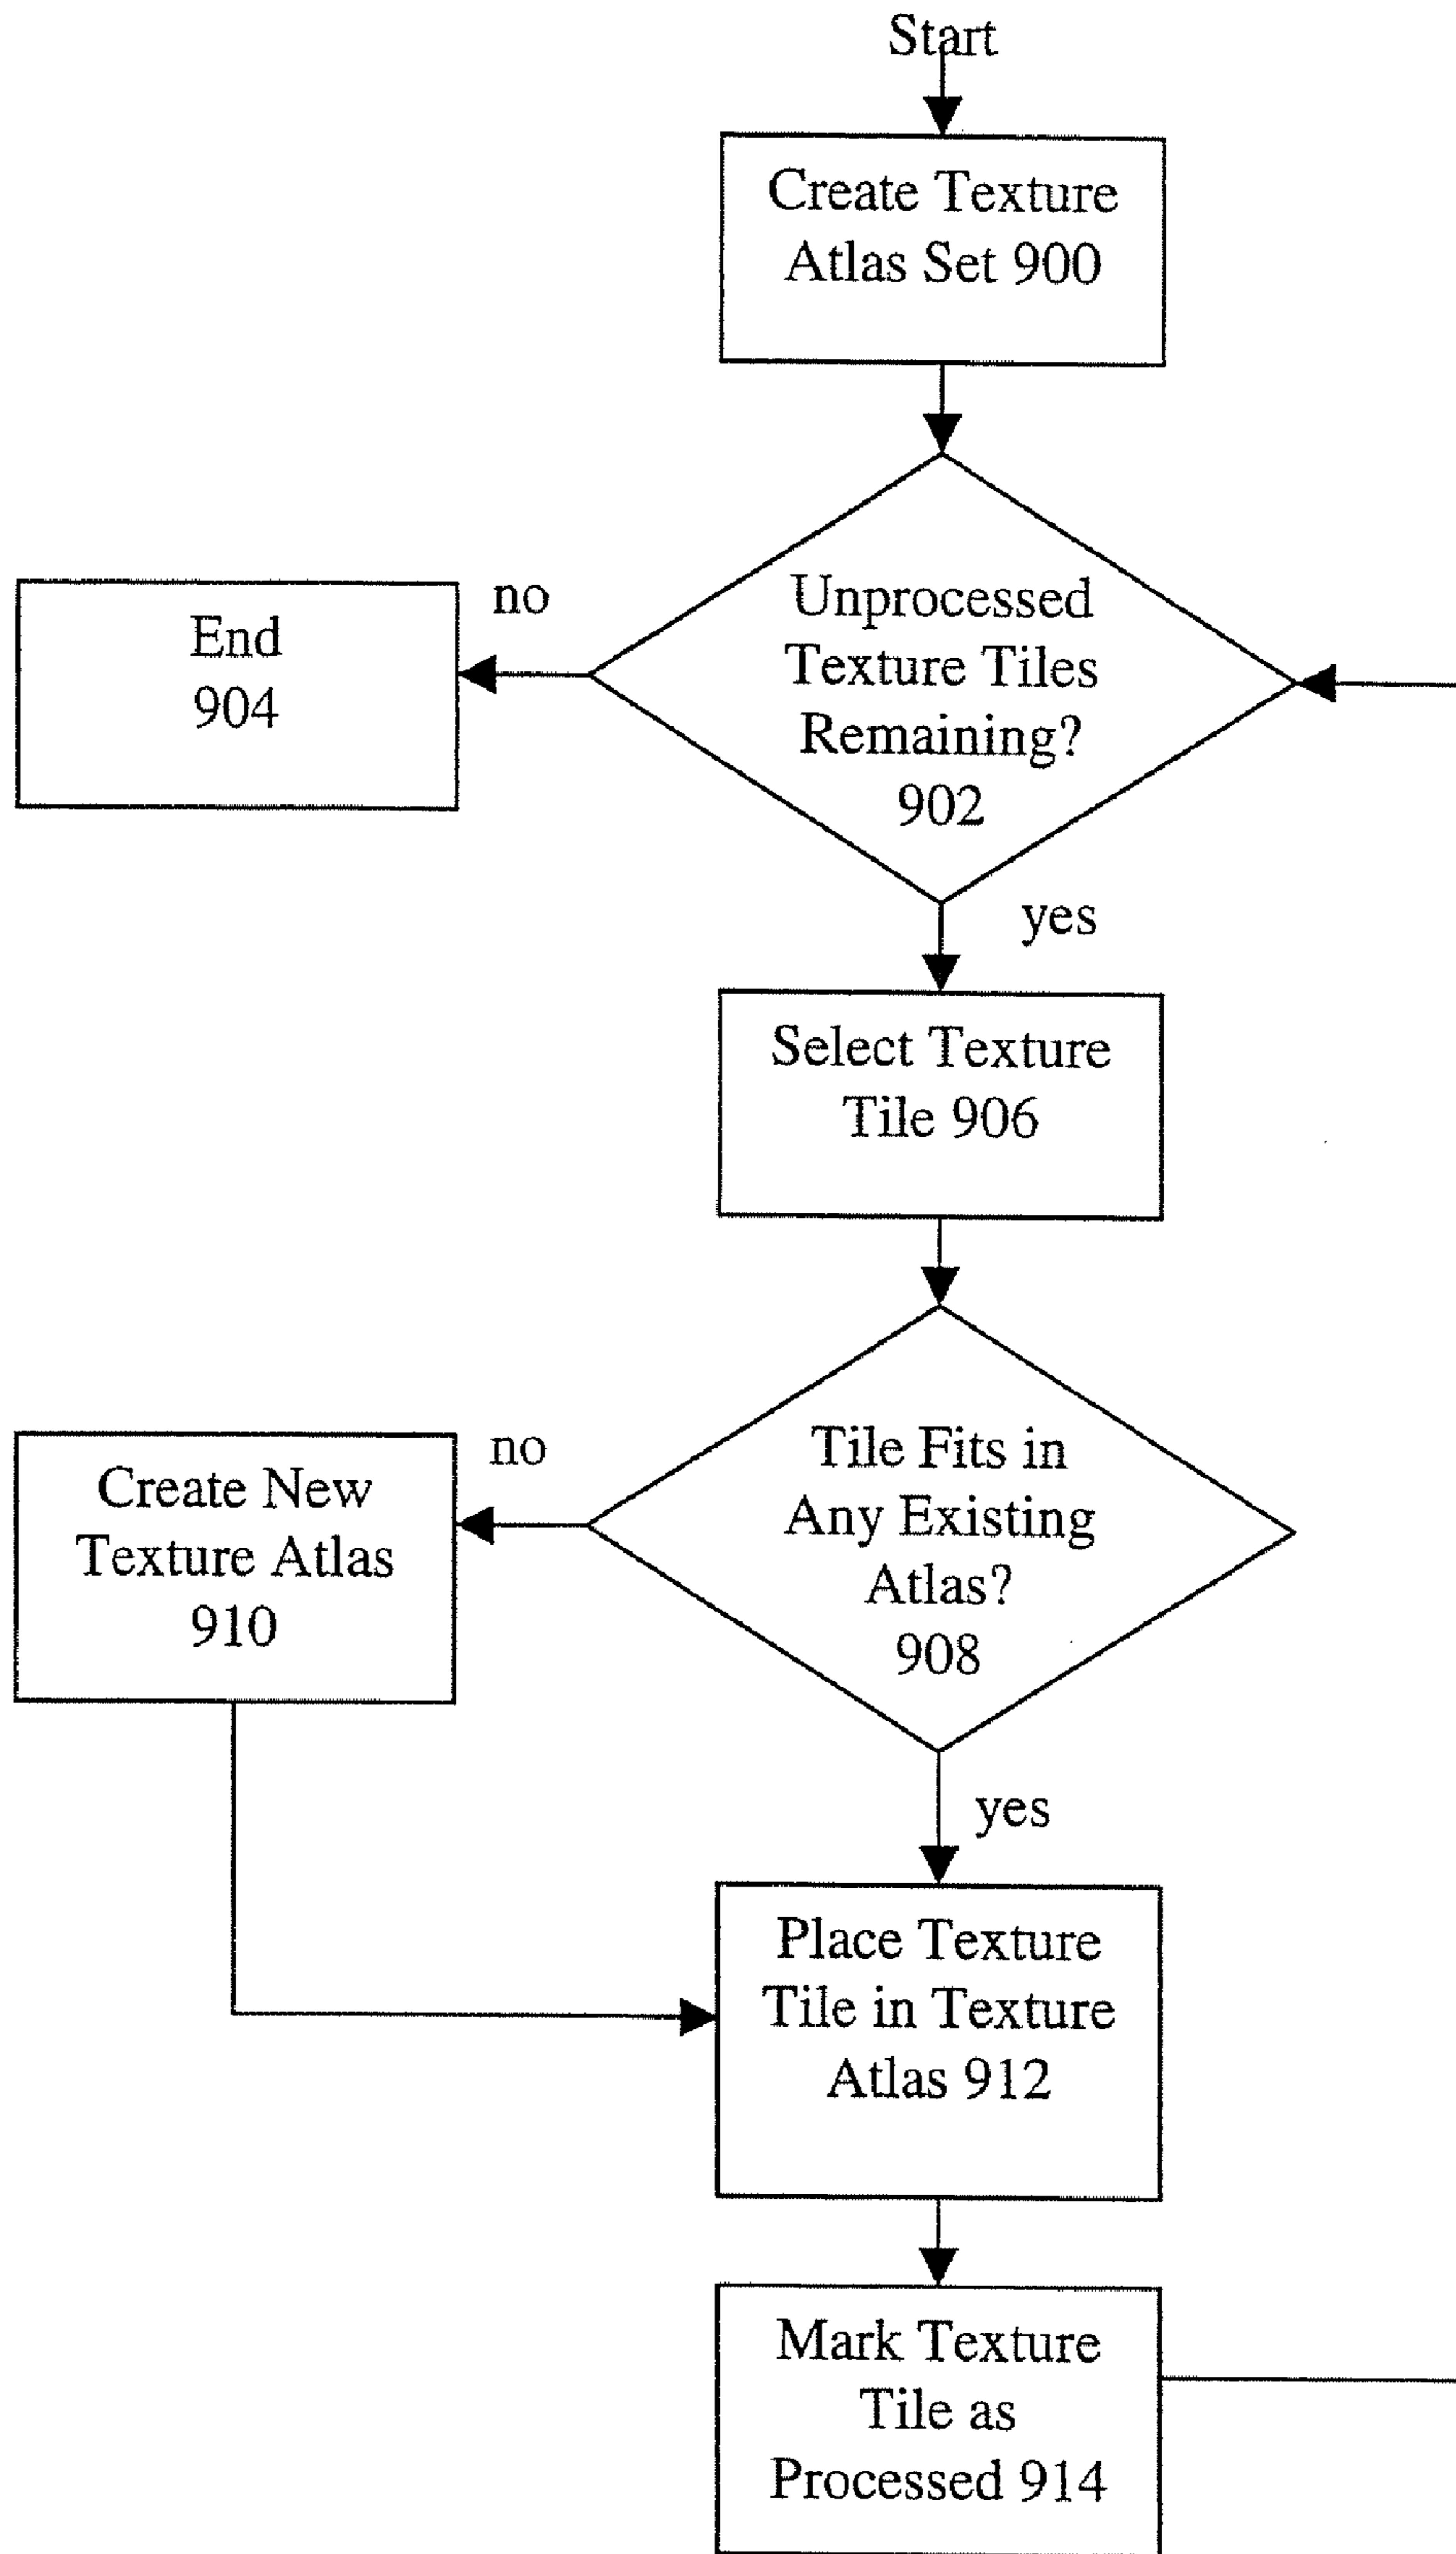 Start
Create Texture
Atlas Set 900
no
End
904
Unprocessed
Texture Tiles
Remaining?
902
yes
Select Texture
Tile 906
no
Create New
Texture Atlas
910
Tile Fits in
Any Existing
Atlas?
908
yes
Place Texture
Tile in Texture
Atlas 912
Mark Texture
Tile as
Processed 914